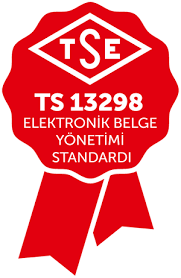 TSE
TS 13298
ELEKTRONİK BELGE
YÖNETİMİ
STANDARDI